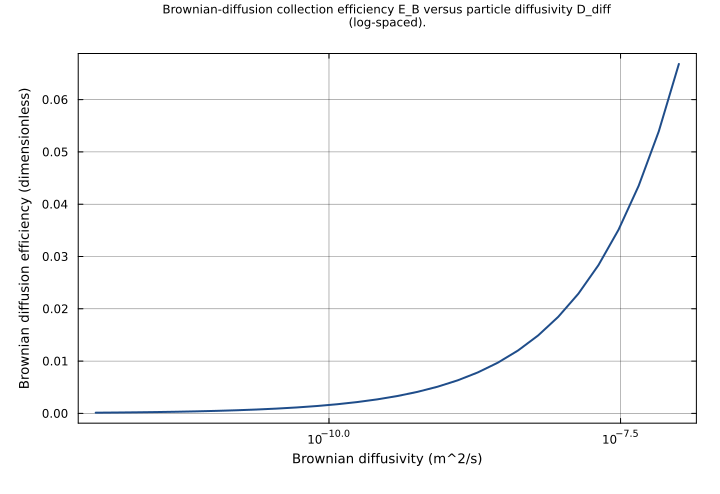 Brownian-diffusion collection efficiency E_B versus particle diffusivity D_diff
(log-spaced).
Brownian diffusion efficiency (dimensionless)
0.06
0.05
0.04
0.03
0.02
0.01
0.00
10^−10.0
10^−7.5
Brownian diffusivity (m^2/s)